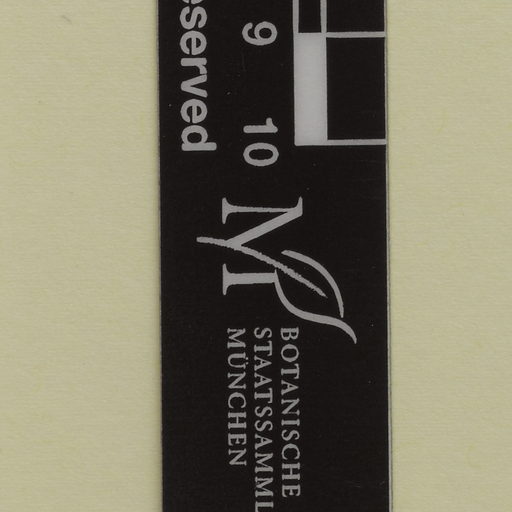 9 10
eserved
M
BOTANISCHE
STAATSSAMML
MÜNCHEN